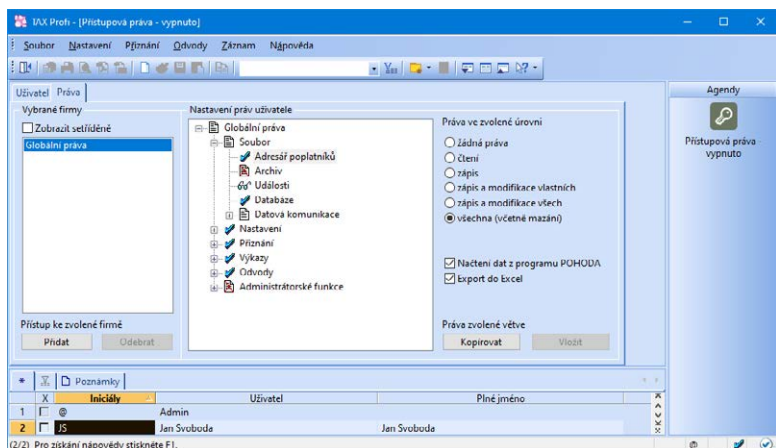 TAX Profi - [Přístupová práva - vypnuto]
Soubor Nastavení Přiznání Odvody Záznam Nápověda
Uživatel Práva
Agendy
Přístupová práva - vypnuto
Vybrané firmy
Zobrazit setříděné
Globální práva
Přístup ke zvolené firmě
Přidat Odebrat
Nastavení práv uživatele
Globální práva
Soubor
Adresář poplatníků
Archiv
Události
Databáze
Datová komunikace
Nastavení
Přiznání
Výkazy
Odvody
Administrátorské funkce
Práva ve zvolené úrovni
žádná práva
čtení
zápis
zápis a modifikace vlastních
zápis a modifikace všech
všechna (včetně mazání)
Načtení dat z programu POHODA
Export do Excel
Práva zvolené větve
Kopírovat Vložit
* Poznámky
X Iniciály Uživatel Plné jméno
1 @ Admin
2 JS Jan Svoboda Jan Svoboda
(2/2) Pro získání nápovědy stiskněte F1. @